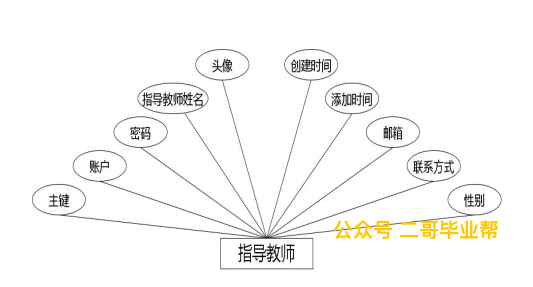 头像
创建时间
指导教师姓名
添加时间
密码
邮箱
账户
联系方式
主键
性别
公众号 二哥毕业帮
指导教师